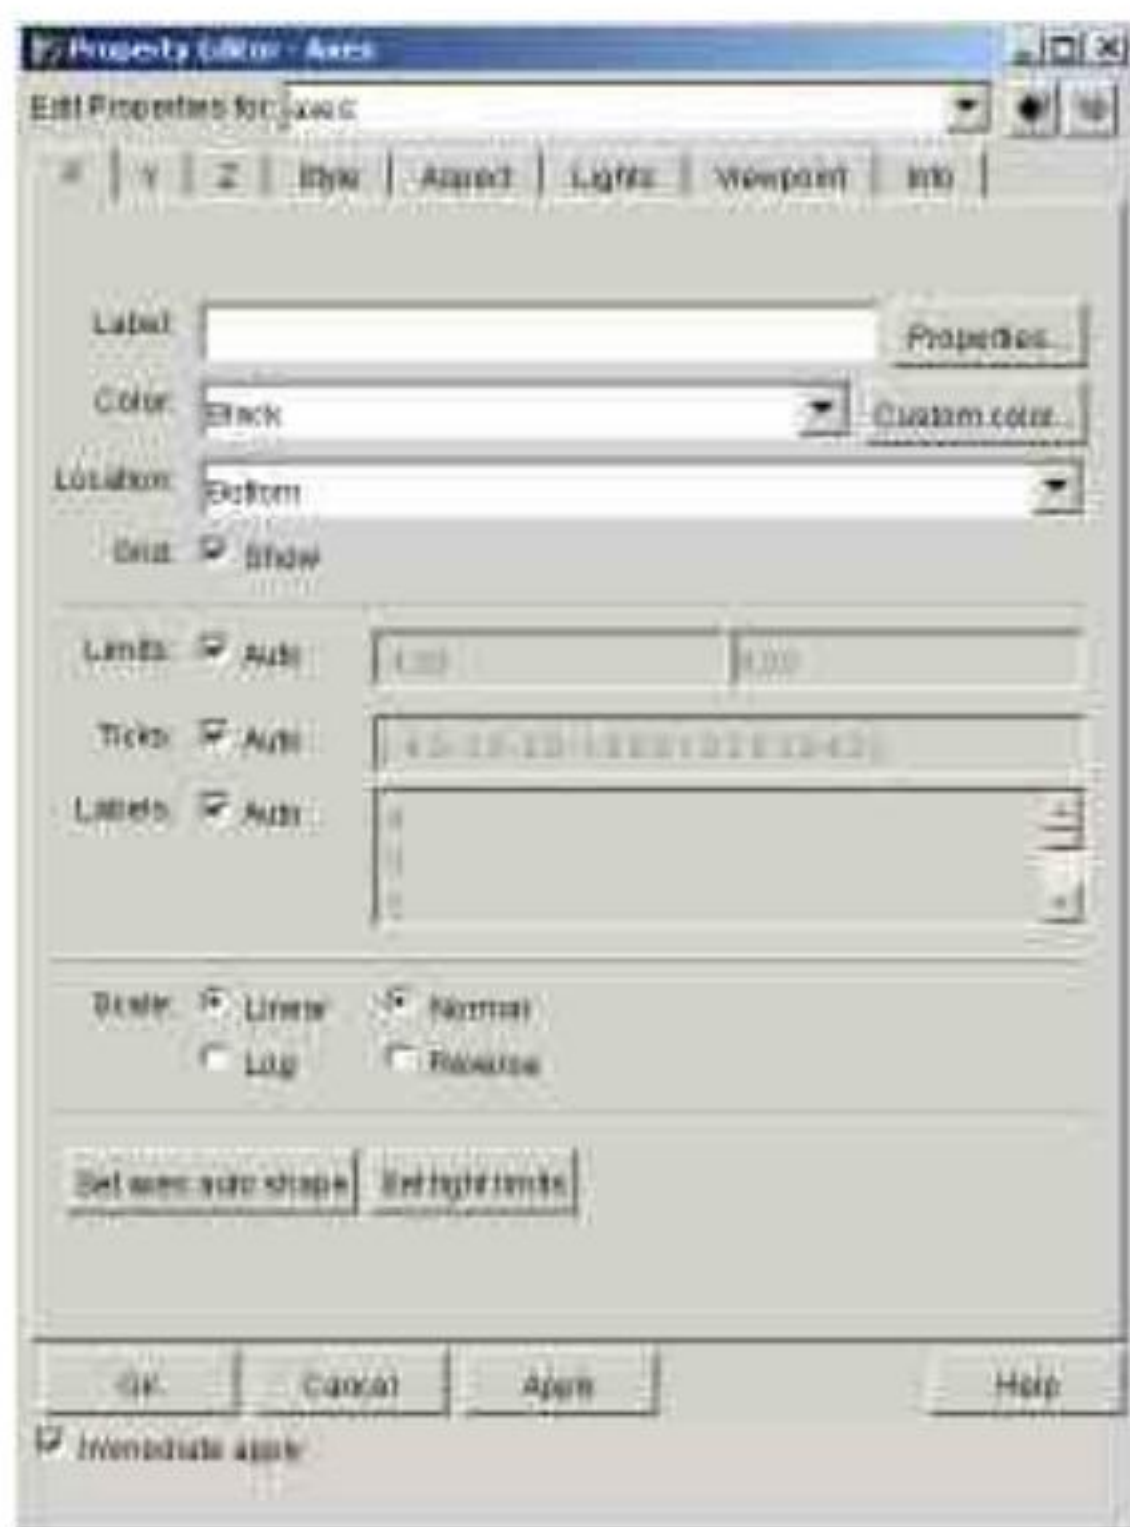 Property Editor - Axes
Edit Properties for: axes:
X Y Z Style Aspect Lights Viewpoint Info
Label: Properties...
Color: Black Custom color...
Location: Bottom
Grid: Show
Limits: Auto
Ticks: Auto
Labels: Auto
Scale: Linear Normal
Log Reverse
Set axes auto shape Set tight limits
OK Cancel Apply Help
Immediate apply